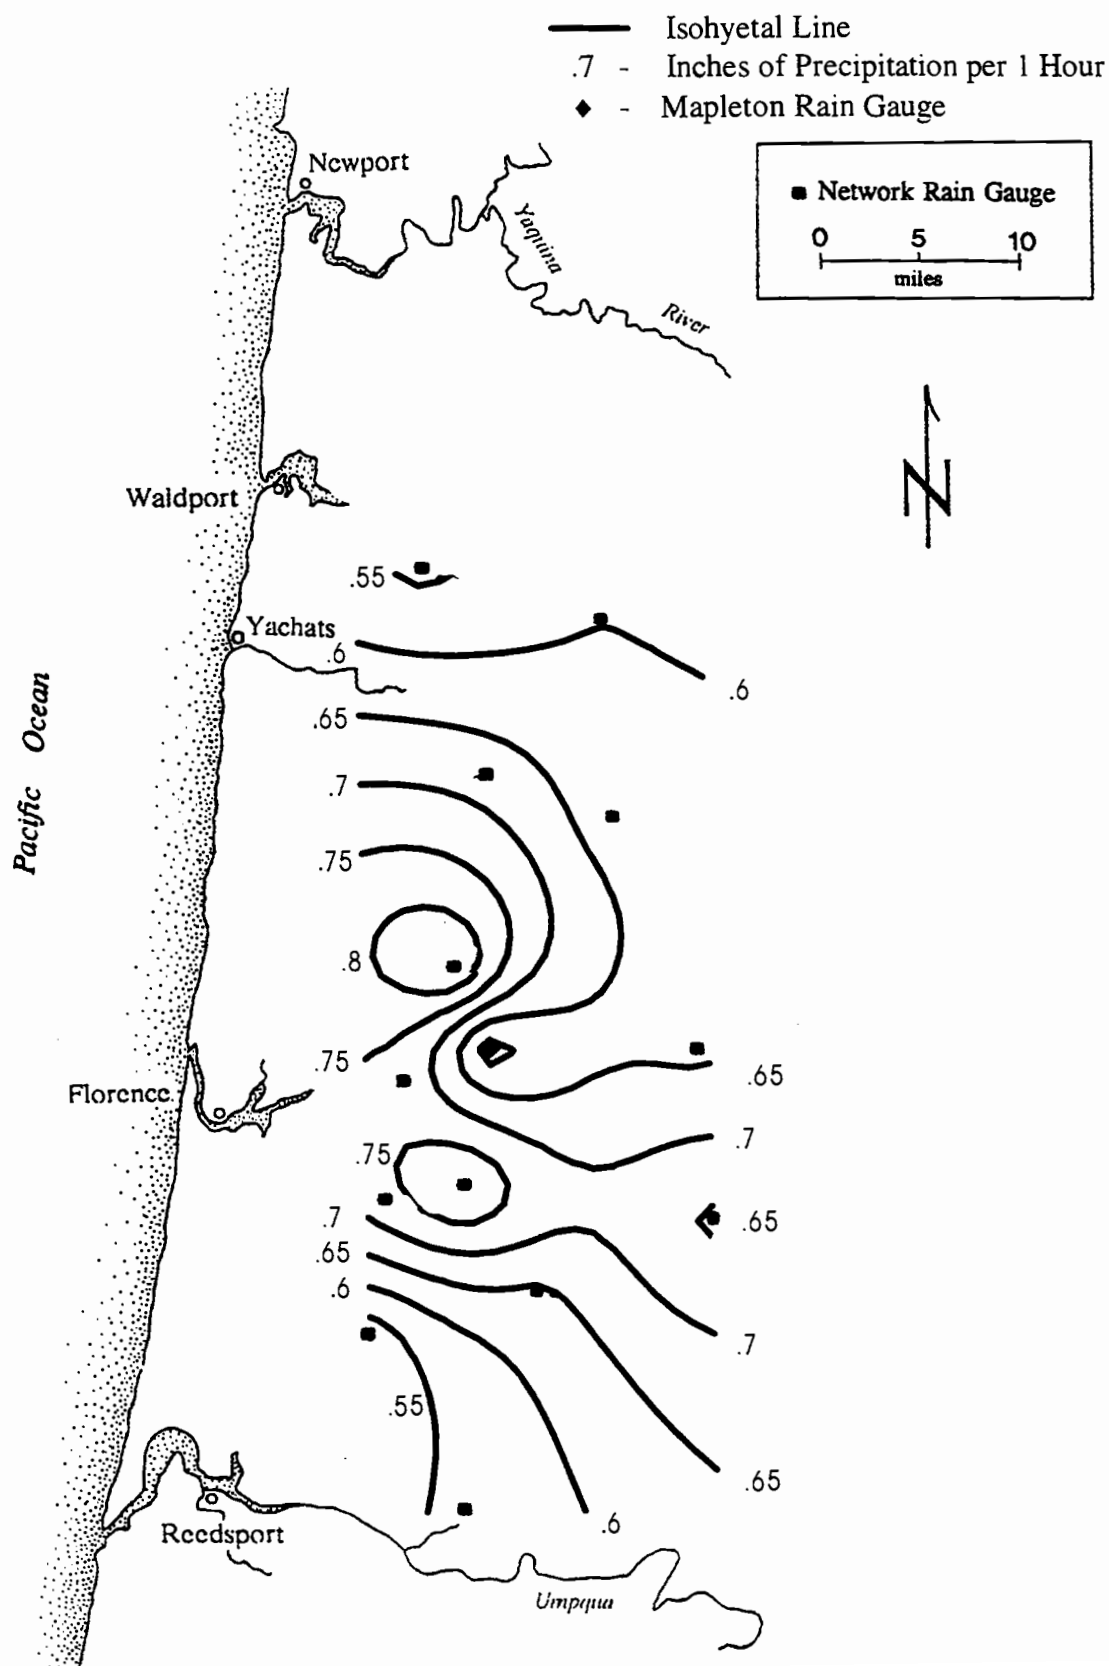 Isohyetal Line
.7 - Inches of Precipitation per 1 Hour
◆ - Mapleton Rain Gauge
Newport
■ Network Rain Gauge
0 5 10
miles
Yaquina
River
N
Waldport
.55
Yachats
.6
.6
Pacific Ocean
.65
.7
.75
.8
.75
.65
Florence
.7
.75
.7
.65
.65
.6
.7
.55
.65
.6
Reedsport
Umpqua